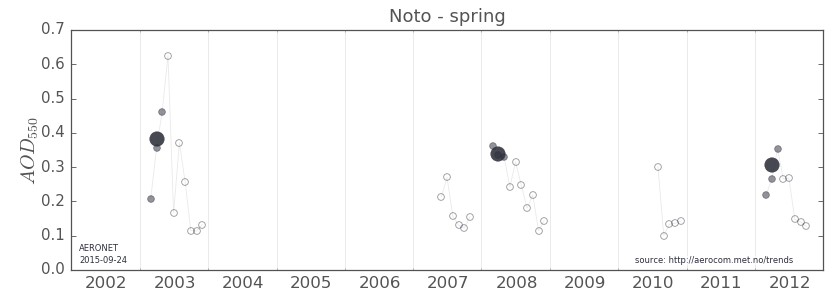 Noto - spring
0.7
0.6
0.5
0.4
0.3
0.2
0.1
0.0
AOD550
AERONET
2015-09-24
source: http://aerocom.met.no/trends
2002 2003 2004 2005 2006 2007 2008 2009 2010 2011 2012